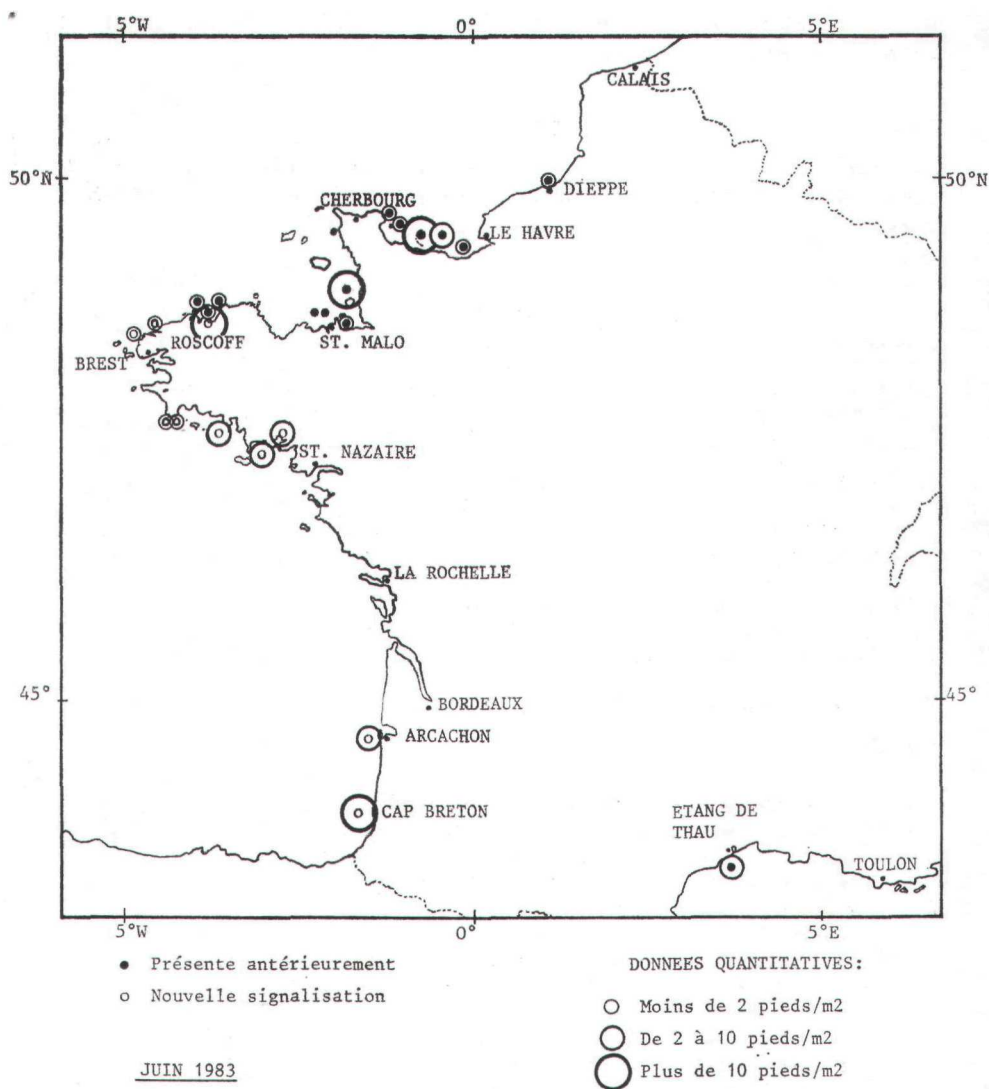 5°W 0° 5°E
CALAIS
50°N 50°N
DIEPPE
CHERBOURG
LE HAVRE
ROSCOFF
ST. MALO
BREST
ST. NAZAIRE
LA ROCHELLE
45° 45°
BORDEAUX
ARCACHON
CAP BRETON
ETANG DE
THAU
TOULON
5°W 0° 5°E
Présente antérieurement
Nouvelle signalisation
DONNEES QUANTITATIVES:
Moins de 2 pieds/m2
De 2 à 10 pieds/m2
Plus de 10 pieds/m2
JUIN 1983